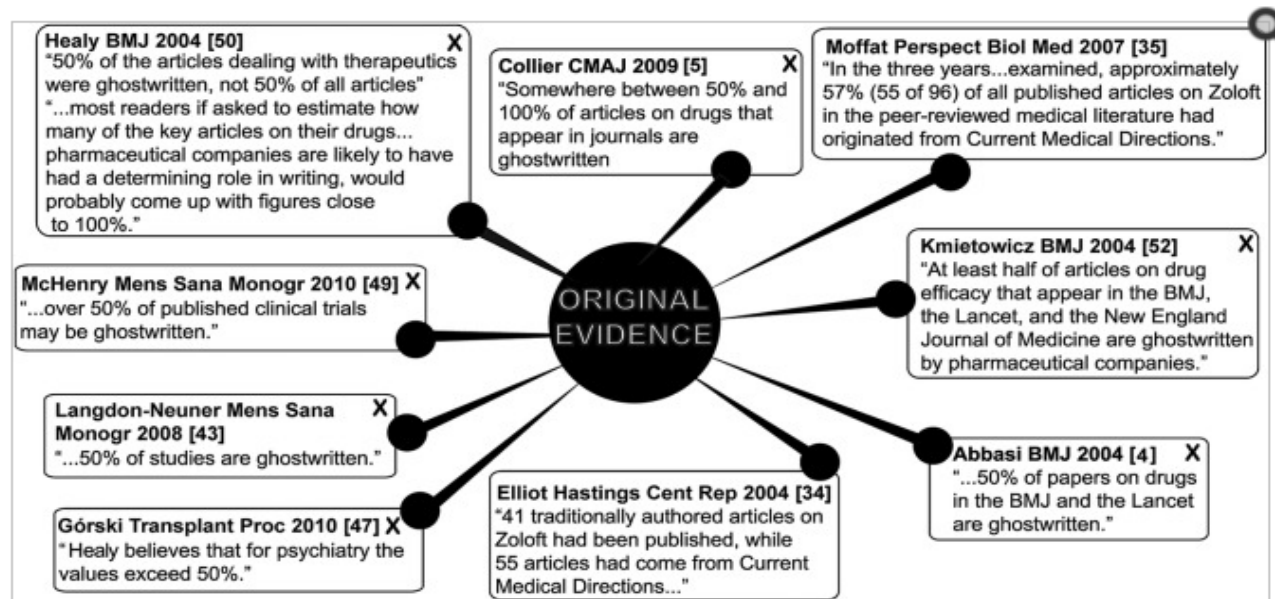 Healy BMJ 2004 [50] X
“50% of the articles dealing with therapeutics
were ghostwritten, not 50% of all articles”
“...most readers if asked to estimate how
many of the key articles on their drugs...
pharmaceutical companies are likely to have
had a determining role in writing, would
probably come up with figures close
to 100%.”
Collier CMAJ 2009 [5] X
“Somewhere between 50% and
100% of articles on drugs that
appear in journals are
ghostwritten
Moffat Perspect Biol Med 2007 [35]
“In the three years...examined, approximately
57% (55 of 96) of all published articles on Zoloft
in the peer-reviewed medical literature had
originated from Current Medical Directions.”
McHenry Mens Sana Monogr 2010 [49] X
“...over 50% of published clinical trials
may be ghostwritten.”
ORIGINAL
EVIDENCE
Kmietowicz BMJ 2004 [52] X
“At least half of articles on drug
efficacy that appear in the BMJ,
the Lancet, and the New England
Journal of Medicine are ghostwritten
by pharmaceutical companies.”
Langdon-Neuner Mens Sana X
Monogr 2008 [43]
“...50% of studies are ghostwritten.”
Górski Transplant Proc 2010 [47] X
“Healy believes that for psychiatry the
values exceed 50%.”
Elliot Hastings Cent Rep 2004 [34]
“41 traditionally authored articles on
Zoloft had been published, while
55 articles had come from Current
Medical Directions...”
Abbasi BMJ 2004 [4] X
“...50% of papers on drugs
in the BMJ and the Lancet
are ghostwritten.”